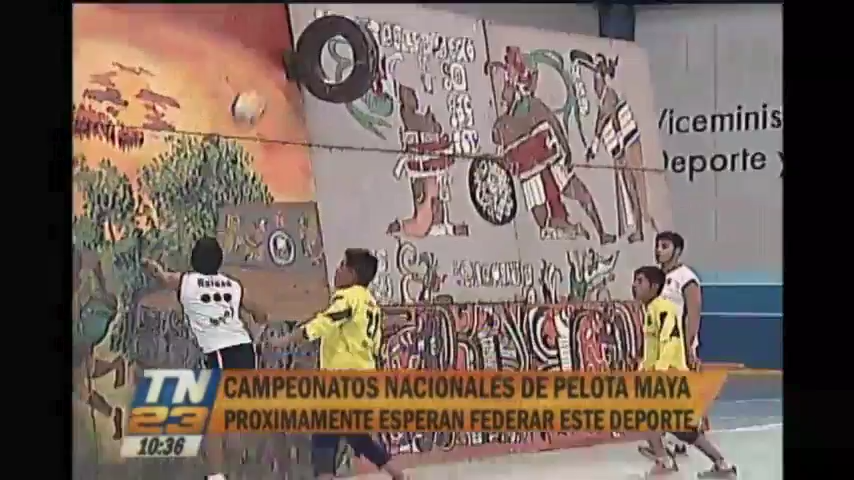 Viceminis
Deporte y
TN
23
10:36
CAMPEONATOS NACIONALES DE PELOTA MAYA
PROXIMAMENTE ESPERAN FEDERAR ESTE DEPORTE